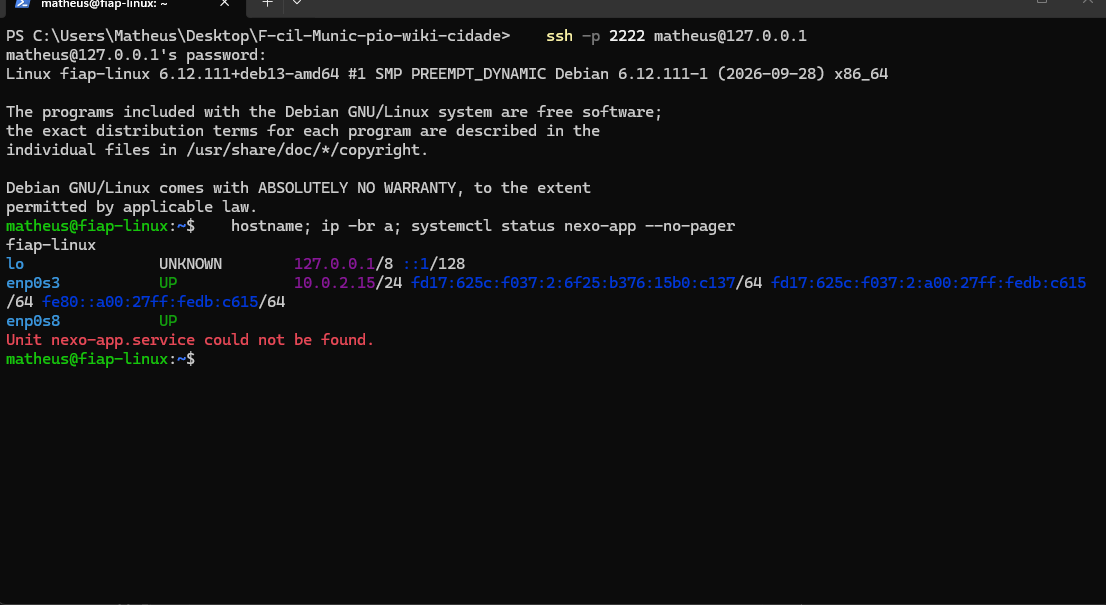 matheus@fiap-linux: ~
PS C:\Users\Matheus\Desktop\F-cil-Munic-pio-wiki-cidade>    ssh -p 2222 matheus@127.0.0.1
matheus@127.0.0.1's password:
Linux fiap-linux 6.12.111+deb13-amd64 #1 SMP PREEMPT_DYNAMIC Debian 6.12.111-1 (2026-09-28) x86_64
The programs included with the Debian GNU/Linux system are free software;
the exact distribution terms for each program are described in the
individual files in /usr/share/doc/*/copyright.
Debian GNU/Linux comes with ABSOLUTELY NO WARRANTY, to the extent
permitted by applicable law.
matheus@fiap-linux:~$    hostname; ip -br a; systemctl status nexo-app --no-pager
fiap-linux
lo               UNKNOWN        127.0.0.1/8 ::1/128
enp0s3           UP             10.0.2.15/24 fd17:625c:f037:2:6f25:b376:15b0:c137/64 fd17:625c:f037:2:a00:27ff:fedb:c615
/64 fe80::a00:27ff:fedb:c615/64
enp0s8           UP
Unit nexo-app.service could not be found.
matheus@fiap-linux:~$